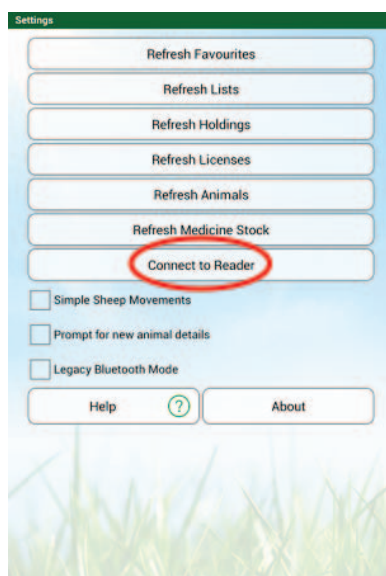 Settings
Refresh Favourites
Refresh Lists
Refresh Holdings
Refresh Licenses
Refresh Animals
Refresh Medicine Stock
Connect to Reader
Simple Sheep Movements
Prompt for new animal details
Legacy Bluetooth Mode
Help ? About